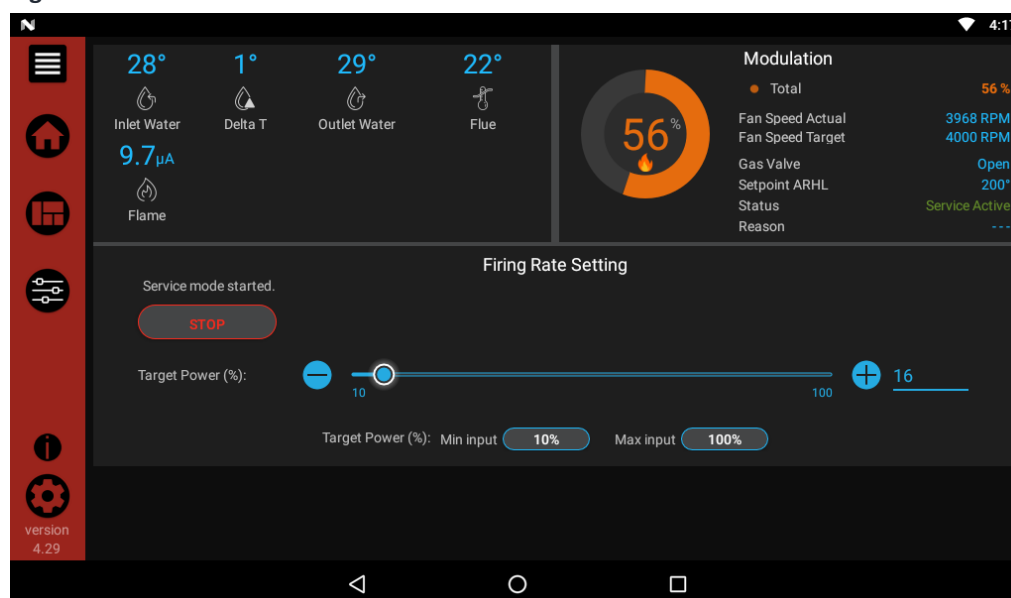 4:17
28° 1° 29° 22°
Inlet Water Delta T Outlet Water Flue
9.7µA
Flame
56%
Modulation
Total 56 %
Fan Speed Actual 3968 RPM
Fan Speed Target 4000 RPM
Gas Valve Open
Setpoint ARHL 200°
Status Service Active
Reason ---
Firing Rate Setting
Service mode started.
STOP
Target Power (%): 16
10 100
Target Power (%): Min input 10% Max input 100%
version
4.29